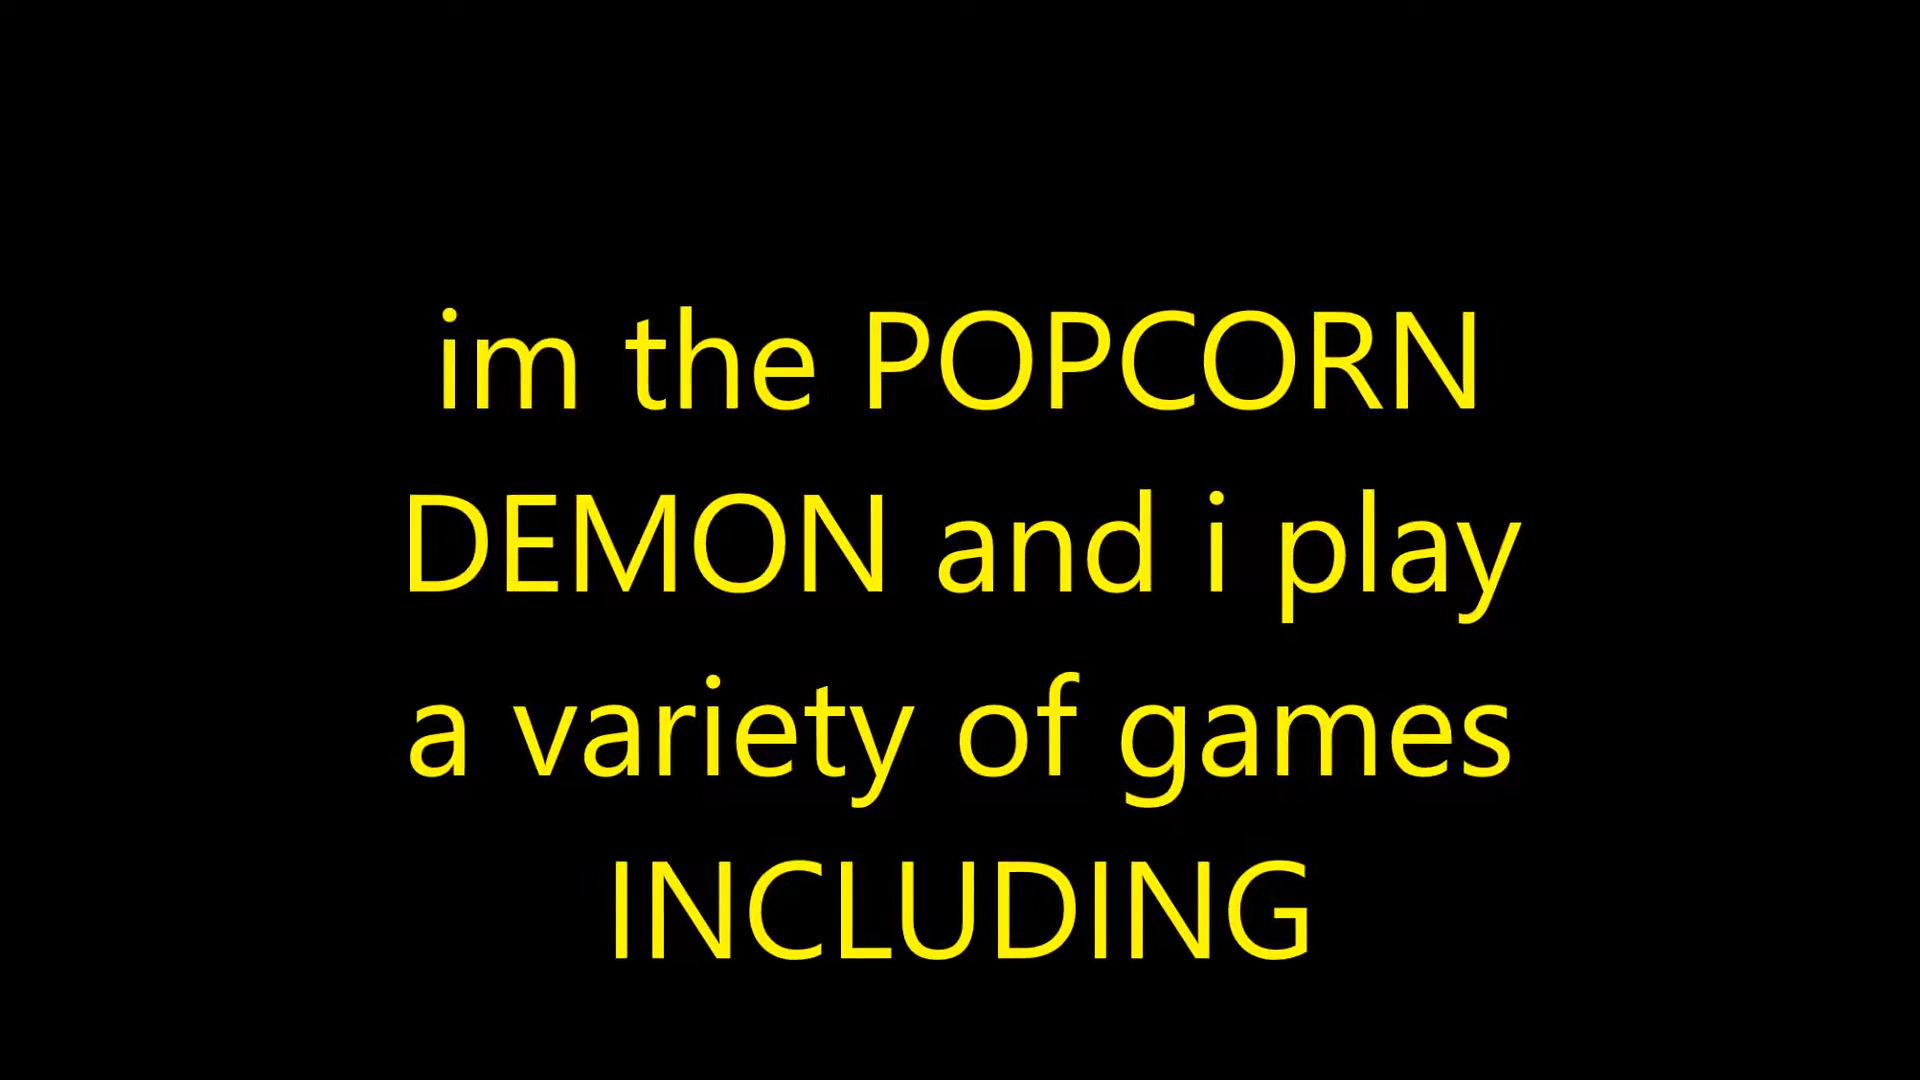 im the POPCORN
DEMON and i play
a variety of games
INCLUDING